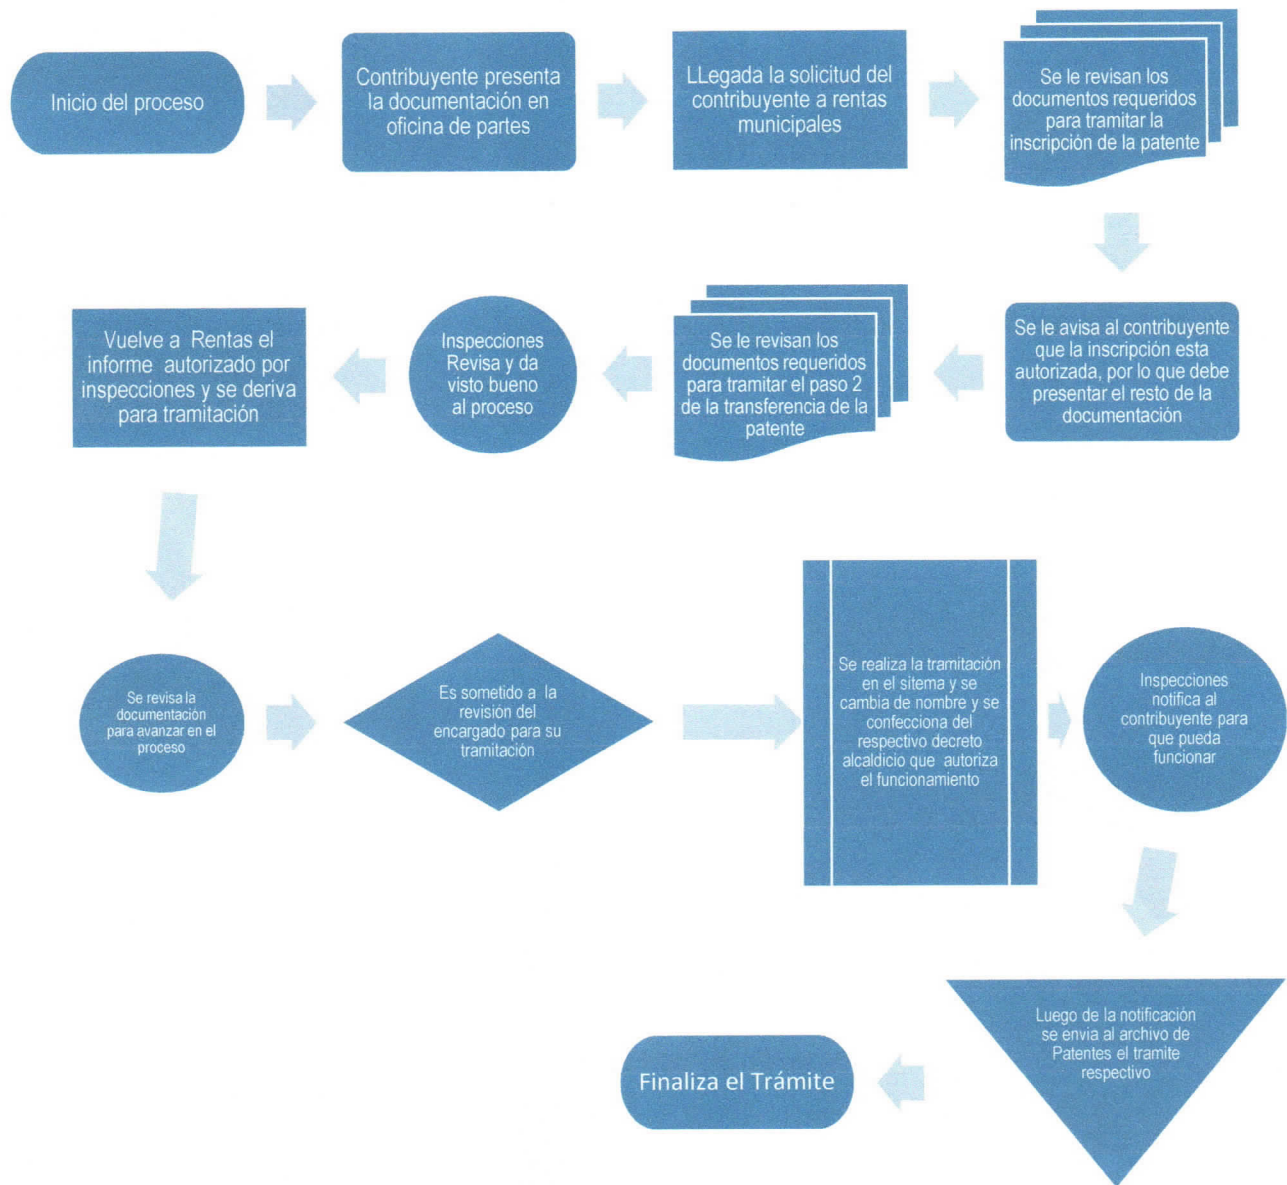 Inicio del proceso
Contribuyente presenta
la documentación en
oficina de partes
LLegada la solicitud del
contribuyente a rentas
municipales
Se le revisan los
documentos requeridos
para tramitar la
inscripción de la patente
Se le avisa al contribuyente
que la inscripción esta
autorizada, por lo que debe
presentar el resto de la
documentación
Se le revisan los
documentos requeridos
para tramitar el paso 2
de la transferencia de la
patente
Inspecciones
Revisa y da
visto bueno
al proceso
Vuelve a Rentas el
informe autorizado por
inspecciones y se deriva
para tramitación
Se revisa la
documentación
para avanzar en el
proceso
Es sometido a la
revisión del
encargado para su
tramitación
Se realiza la tramitación
en el sitema y se
cambia de nombre y se
confecciona del
respectivo decreto
alcaldicio que autoriza
el funcionamiento
Inspecciones
notifica al
contribuyente para
que pueda
funcionar
Luego de la notificación
se envia al archivo de
Patentes el tramite
respectivo
Finaliza el Trámite